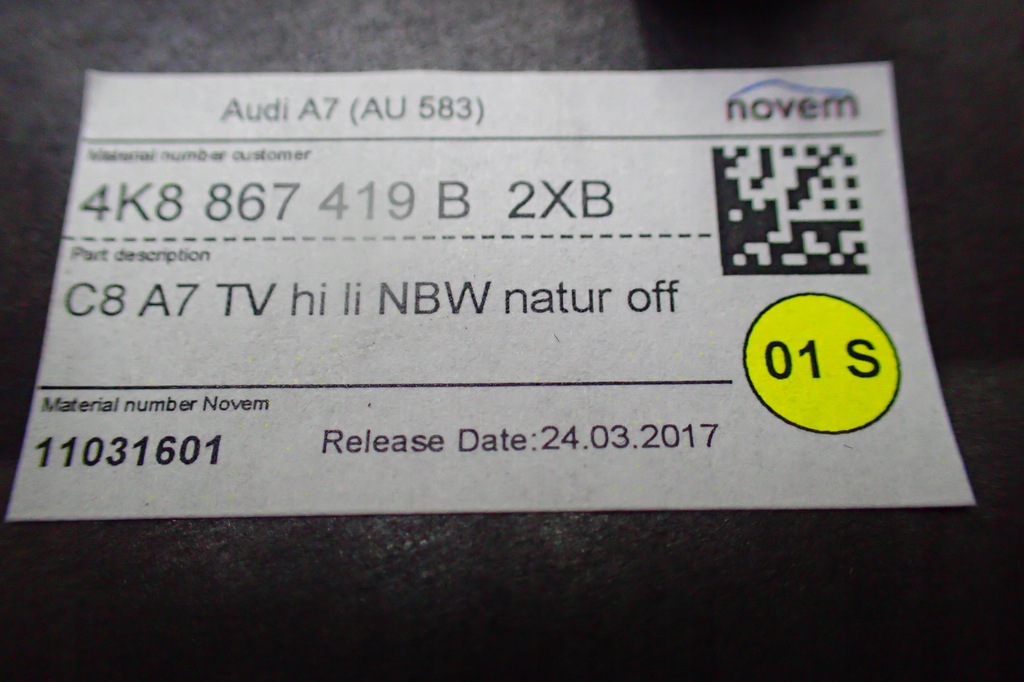 Audi A7 (AU 583)
novem
Material number customer
4K8 867 419 B 2XB
Part description
C8 A7 TV hi li NBW natur off
01 S
Material number Novem
11031601
Release Date:24.03.2017